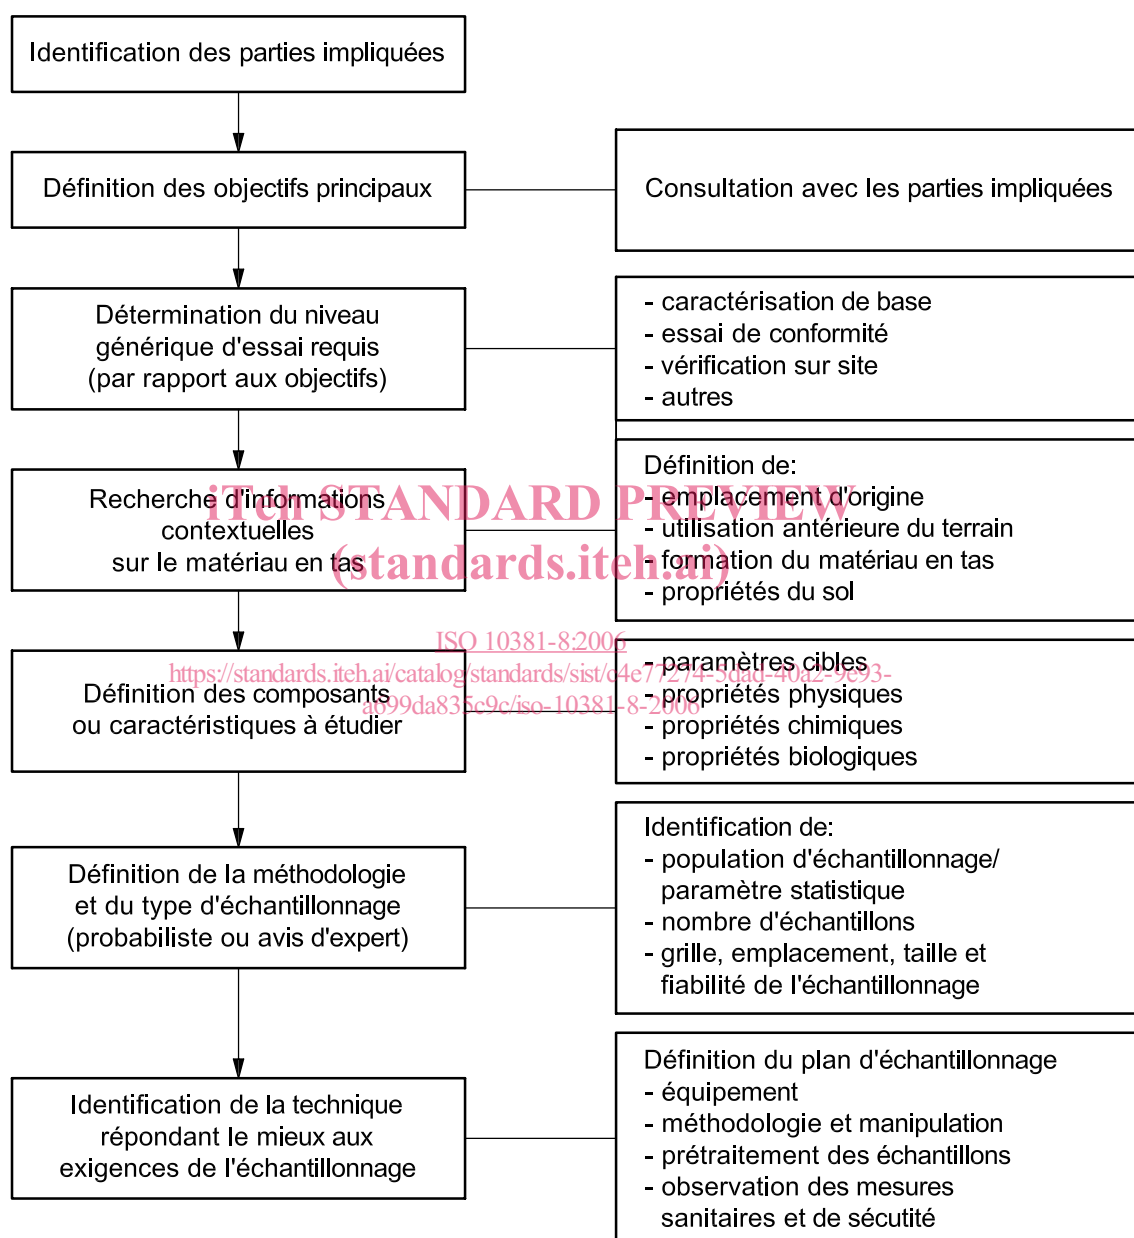 Identification des parties impliquées
Définition des objectifs principaux
Consultation avec les parties impliquées
Détermination du niveau
générique d'essai requis
(par rapport aux objectifs)
- caractérisation de base
- essai de conformité
- vérification sur site
- autres
Recherche d'informations
contextuelles
sur le matériau en tas
Définition de:
- emplacement d'origine
- utilisation antérieure du terrain
- formation du matériau en tas
- propriétés du sol
iTeh STANDARD PREVIEW
(standards.iteh.ai)
ISO 10381-8:2006
https://standards.iteh.ai/catalog/standards/sist/c4e77274-5dad-40a2-9e93-
a699da835c9c/iso-10381-8-2006
Définition des composants
ou caractéristiques à étudier
- paramètres cibles
- propriétés physiques
- propriétés chimiques
- propriétés biologiques
Définition de la méthodologie
et du type d'échantillonnage
(probabiliste ou avis d'expert)
Identification de:
- population d'échantillonnage/
paramètre statistique
- nombre d'échantillons
- grille, emplacement, taille et
fiabilité de l'échantillonnage
Identification de la technique
répondant le mieux aux
exigences de l'échantillonnage
Définition du plan d'échantillonnage
- équipement
- méthodologie et manipulation
- prétraitement des échantillons
- observation des mesures
sanitaires et de sécutité